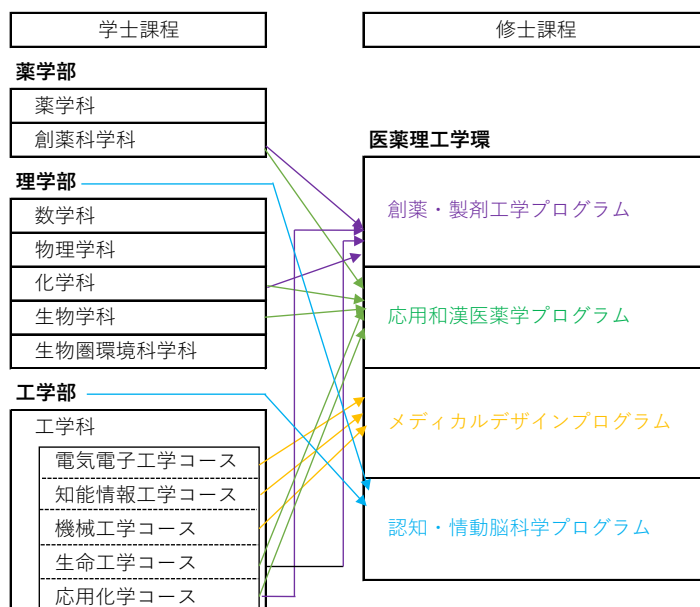 学士課程
修士課程
薬学部
薬学科
創薬科学科
理学部
数学科
物理学科
化学科
生物学科
生物圏環境科学科
工学部
工学科
電気電子工学コース
知能情報工学コース
機械工学コース
生命工学コース
応用化学コース
医薬理工学環
創薬・製剤工学プログラム
応用和漢医薬学プログラム
メディカルデザインプログラム
認知・情動脳科学プログラム